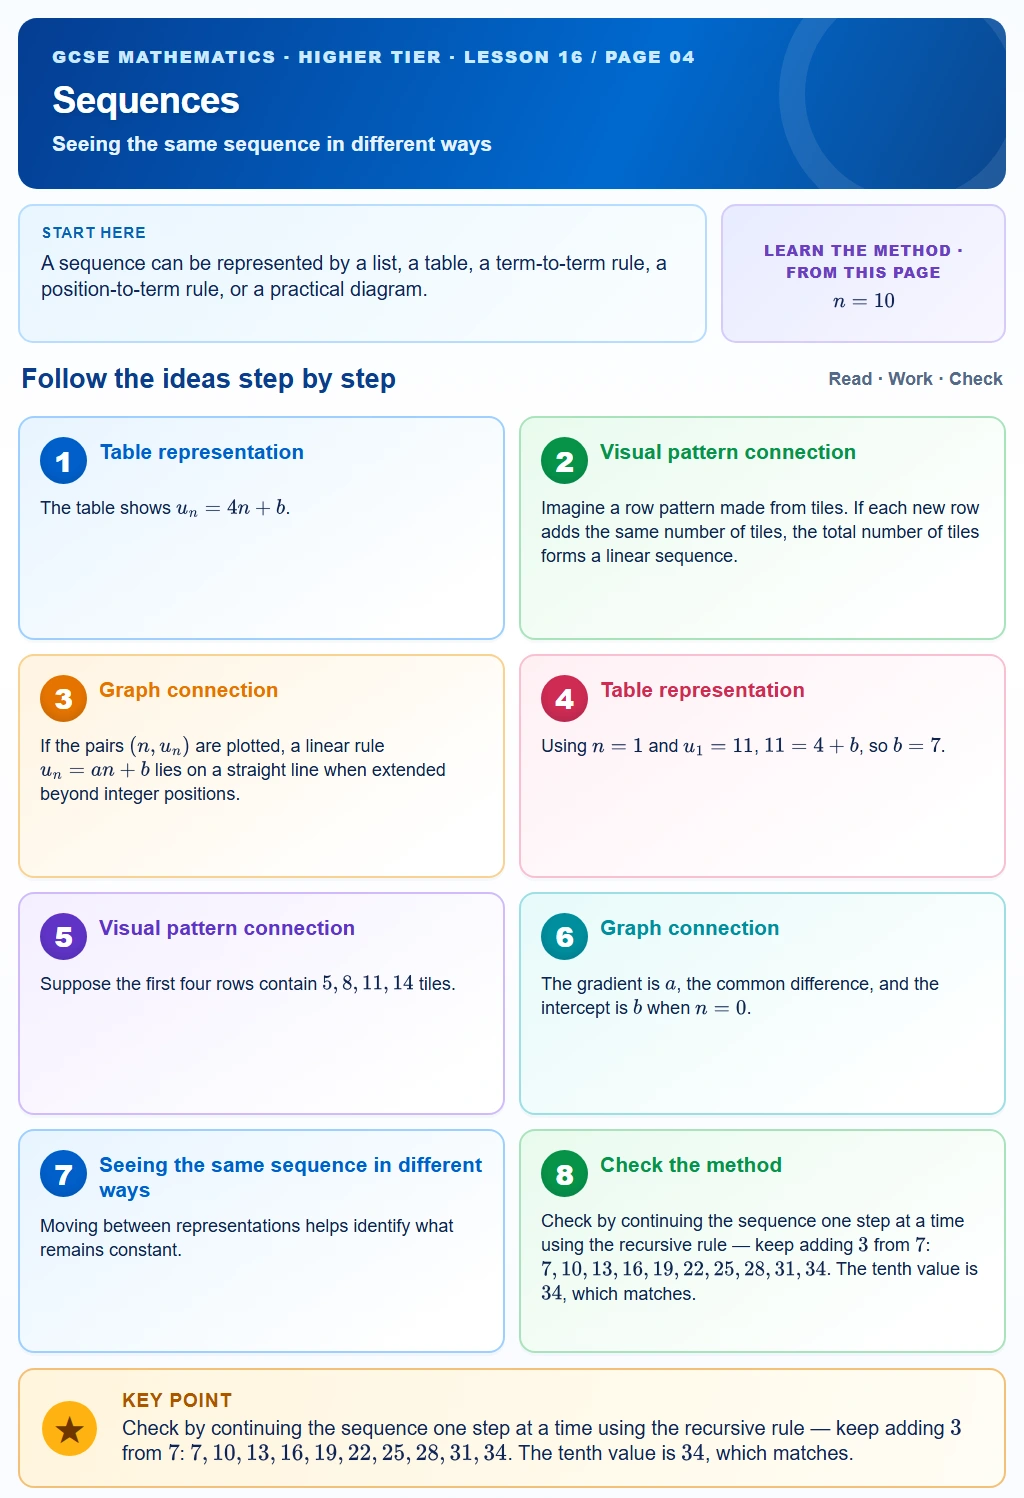 GCSE MATHEMATICS · HIGHER TIER · LESSON 16 / PAGE 04
Sequences
Seeing the same sequence in different ways
START HERE
A sequence can be represented by a list, a table, a term-to-term rule, a
position-to-term rule, or a practical diagram.
LEARN THE METHOD ·
FROM THIS PAGE
n = 10
Follow the ideas step by step
Read · Work · Check
1
Table representation
The table shows uₙ = 4n + b.
2
Visual pattern connection
Imagine a row pattern made from tiles. If each new row
adds the same number of tiles, the total number of tiles
forms a linear sequence.
3
Graph connection
If the pairs (n, uₙ) are plotted, a linear rule
uₙ = an + b lies on a straight line when extended
beyond integer positions.
4
Table representation
Using n = 1 and u₁ = 11, 11 = 4 + b, so b = 7.
5
Visual pattern connection
Suppose the first four rows contain 5, 8, 11, 14 tiles.
6
Graph connection
The gradient is a, the common difference, and the
intercept is b when n = 0.
7
Seeing the same sequence in different
ways
Moving between representations helps identify what
remains constant.
8
Check the method
Check by continuing the sequence one step at a time
using the recursive rule — keep adding 3 from 7:
7, 10, 13, 16, 19, 22, 25, 28, 31, 34. The tenth value is
34, which matches.
KEY POINT
Check by continuing the sequence one step at a time using the recursive rule — keep adding 3
from 7: 7, 10, 13, 16, 19, 22, 25, 28, 31, 34. The tenth value is 34, which matches.